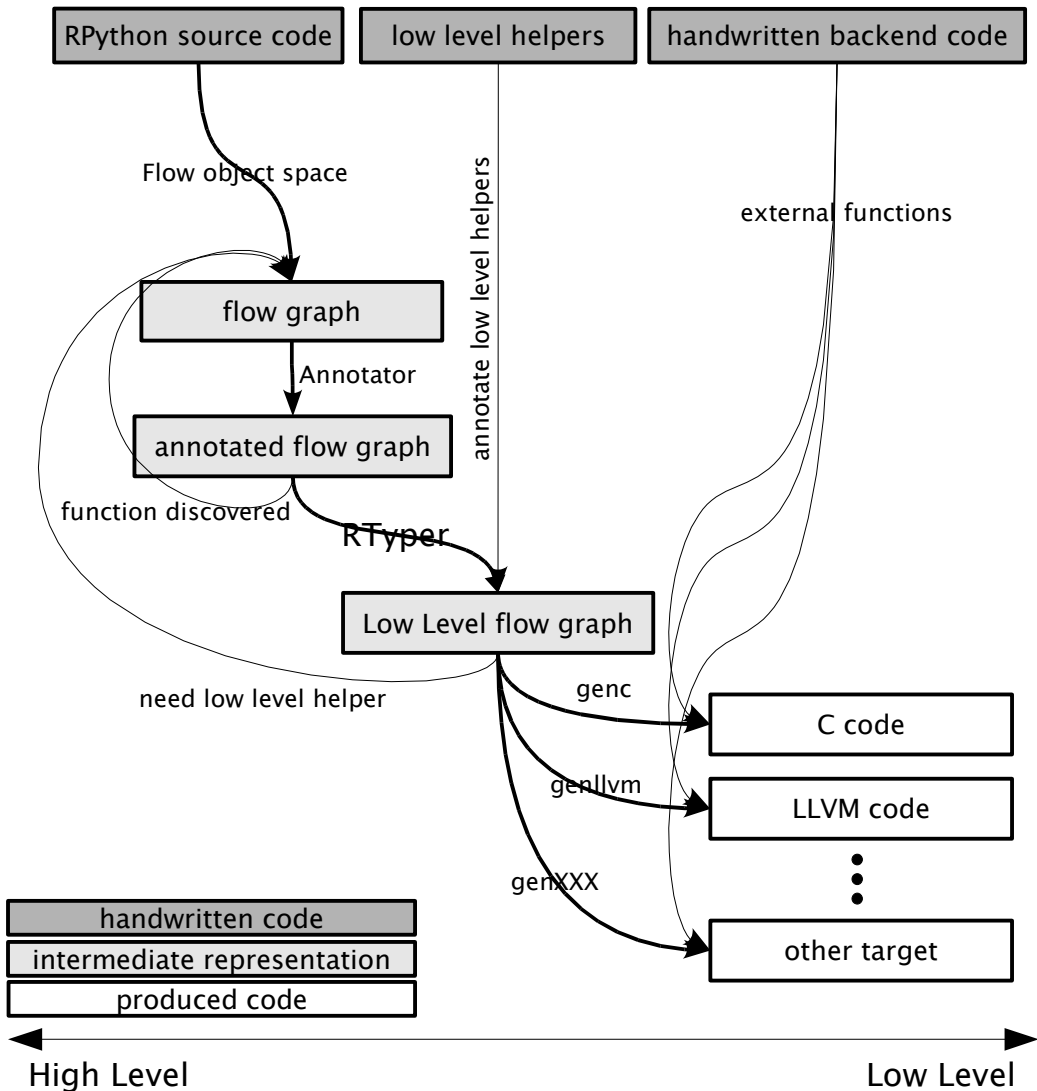 RPython source code
low level helpers
handwritten backend code
Flow object space
annotate low level helpers
external functions
flow graph
Annotator
annotated flow graph
function discovered
RTyper
Low Level flow graph
need low level helper
genc
C code
genllvm
LLVM code
genXXX
other target
handwritten code
intermediate representation
produced code
High Level
Low Level